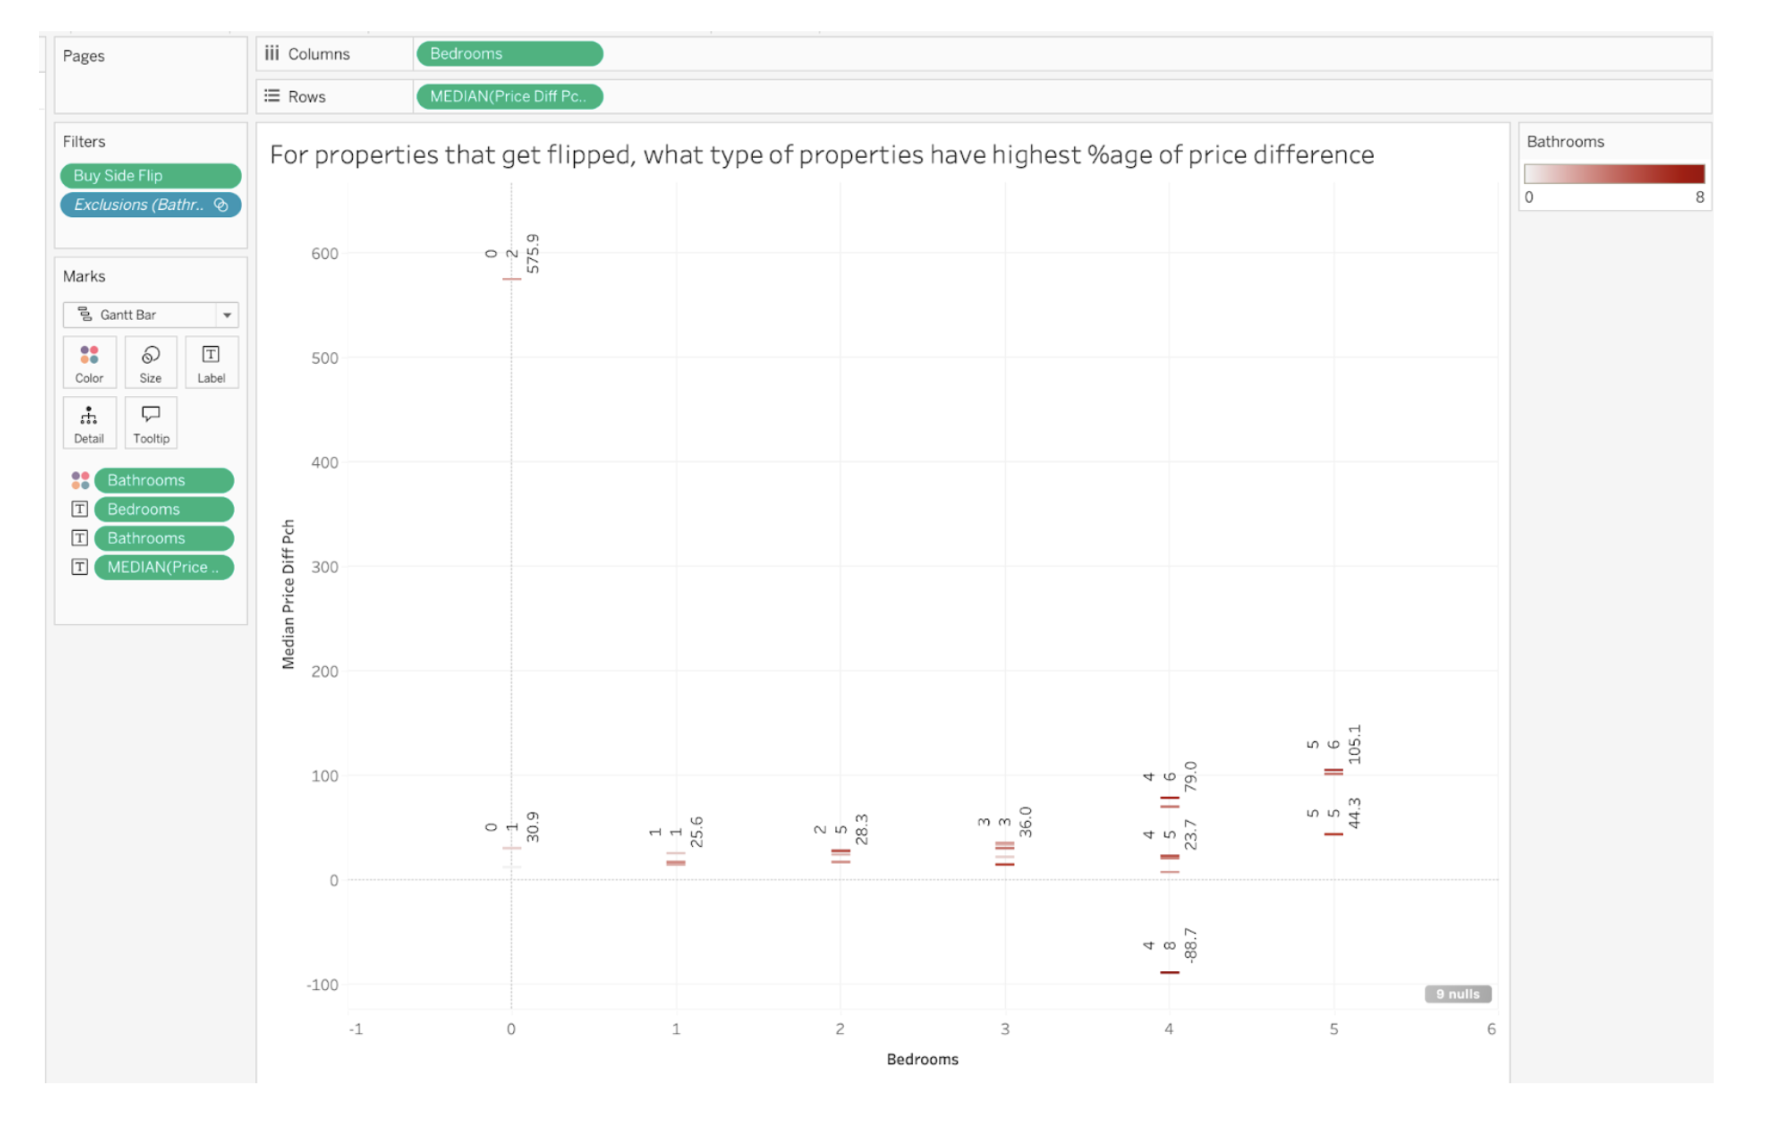 Pages
Columns
Bedrooms
Rows
MEDIAN(Price Diff Pc..
Filters
Buy Side Flip
Exclusions (Bathr..
Marks
Gantt Bar
Color
Size
Label
Detail
Tooltip
Bathrooms
Bedrooms
Bathrooms
MEDIAN(Price ..
For properties that get flipped, what type of properties have highest %age of price difference
Median Price Diff Pch
600
500
400
300
200
100
0
-100
0 2 575.9
0 1 30.9
1 1 25.6
2 5 28.3
3 3 36.0
4 6 79.0
4 5 23.7
4 8 -88.7
5 6 105.1
5 5 44.3
9 nulls
-1 0 1 2 3 4 5 6
Bedrooms
Bathrooms
0 8